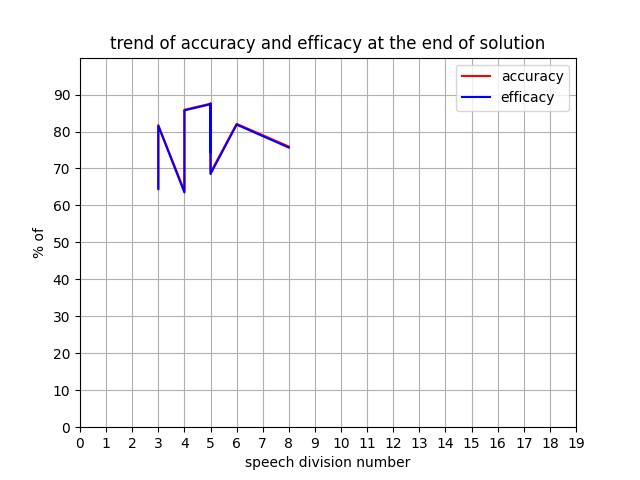 trend of accuracy and efficacy at the end of solution
accuracy
efficacy
90
80
70
60
50
40
30
20
10
0
% of
0 1 2 3 4 5 6 7 8 9 10 11 12 13 14 15 16 17 18 19
speech division number